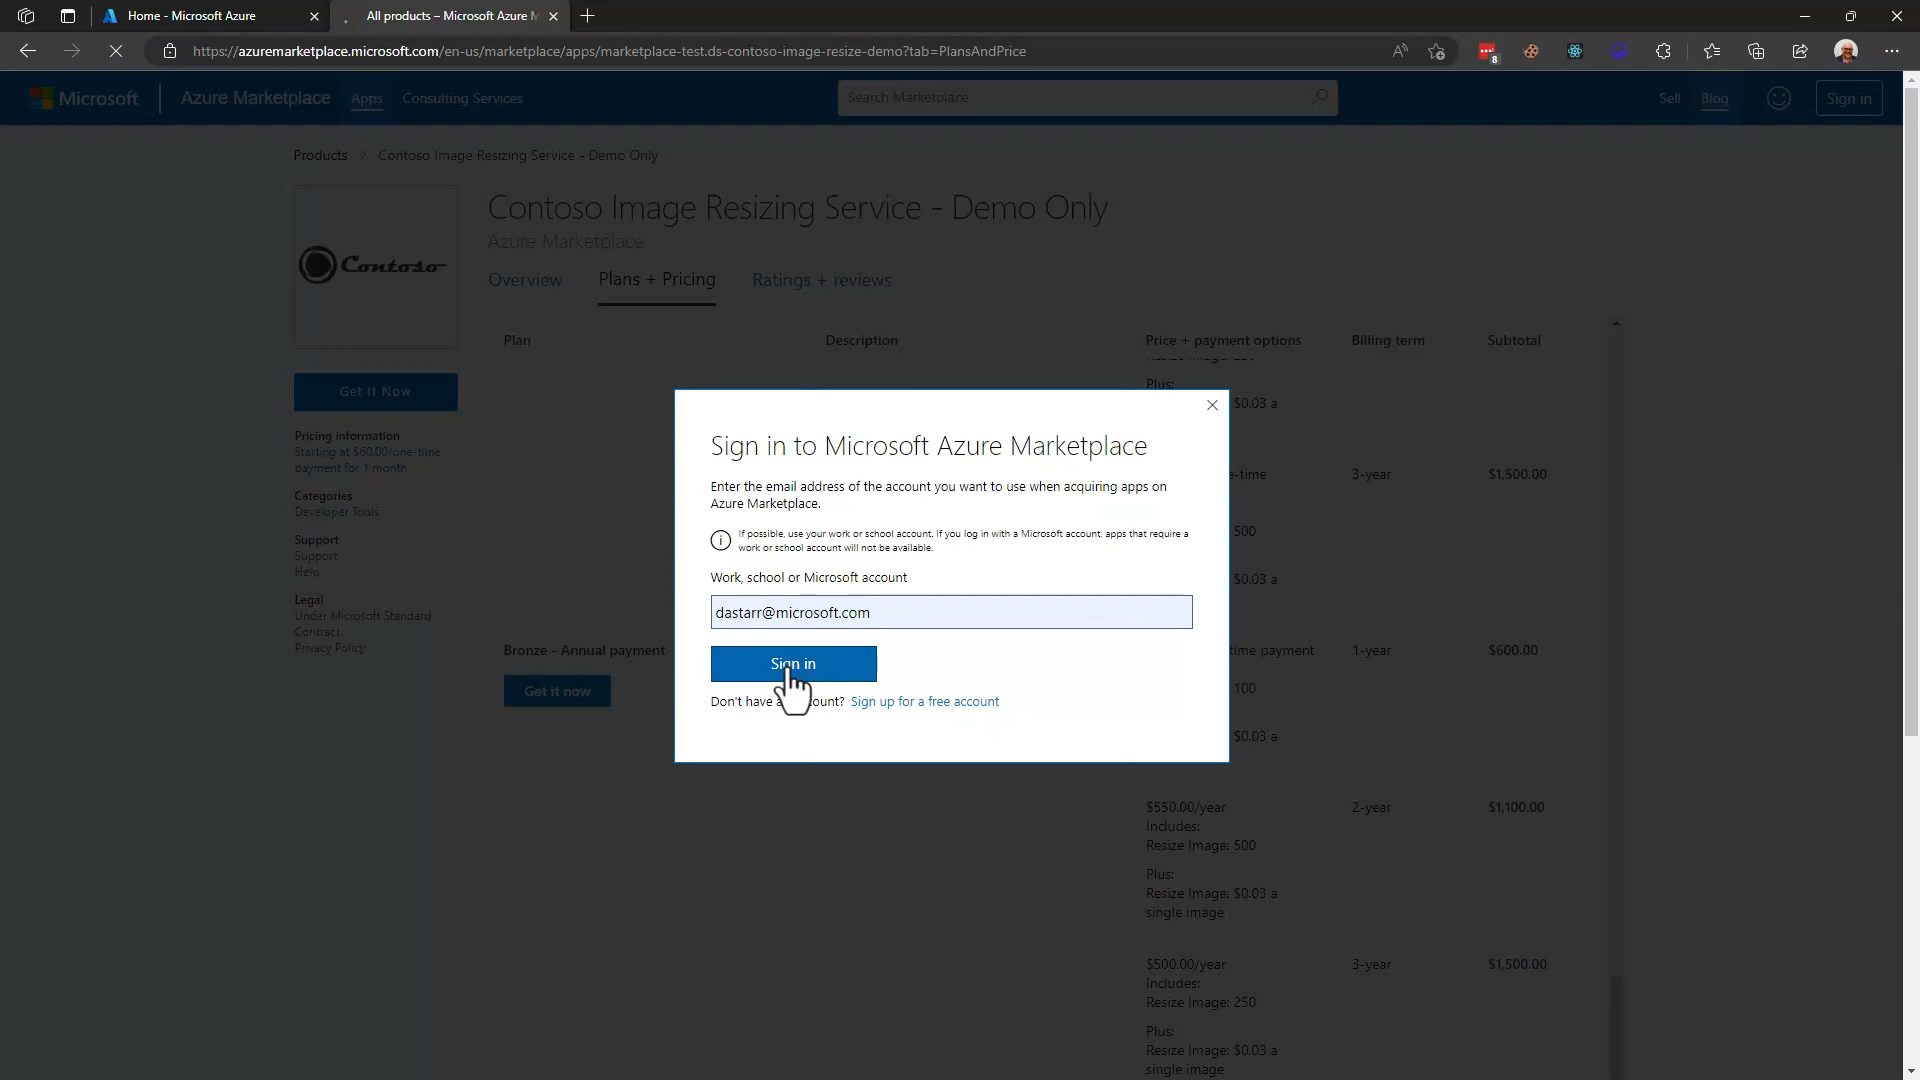 Home - Microsoft Azure
All products – Microsoft Azure M
https://azuremarketplace.microsoft.com/en-us/marketplace/apps/marketplace-test.ds-contoso-image-resize-demo?tab=PlansAndPrice
8
Microsoft
Azure Marketplace
Apps
Consulting Services
Search Marketplace
Sell
Blog
Sign in
Products / Contoso Image Resizing Service - Demo Only
Contoso
Contoso Image Resizing Service - Demo Only
Azure Marketplace
Overview
Plans + Pricing
Ratings + reviews
Get It Now
Pricing information
Starting at $60.00/one-time
payment for 1 month
Categories
Developer Tools
Support
Support
Help
Legal
Under Microsoft Standard
Contract
Privacy Policy
Plan
Description
Price + payment options
Billing term
Subtotal
Plus:
$0.03 a
e-time
3-year
$1,500.00
500
$0.03 a
Bronze - Annual payment
Get it now
time payment
1-year
$600.00
100
$0.03 a
$550.00/year
2-year
$1,100.00
Includes:
Resize Image: 500
Plus:
Resize Image: $0.03 a
single image
$500.00/year
3-year
$1,500.00
Includes:
Resize Image: 250
Plus:
Resize Image: $0.03 a
single image
Sign in to Microsoft Azure Marketplace
Enter the email address of the account you want to use when acquiring apps on
Azure Marketplace.
If possible, use your work or school account. If you log in with a Microsoft account, apps that require a
work or school account will not be available.
Work, school or Microsoft account
dastarr@microsoft.com
Sign in
Don't have a ount? Sign up for a free account